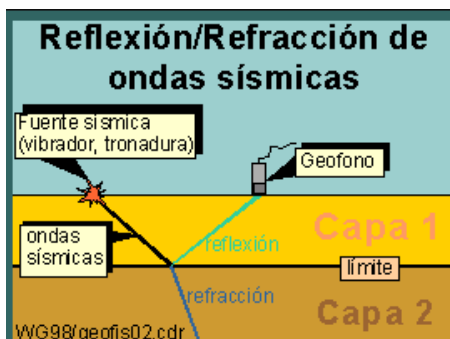 Reflexión/Refracción de
ondas sísmicas
Fuente sísmica
(vibrador, tronadura)
Geofono
Capa 1
ondas
sísmicas
reflexión
límite
refracción
Capa 2
WG98/geofis02.cdr